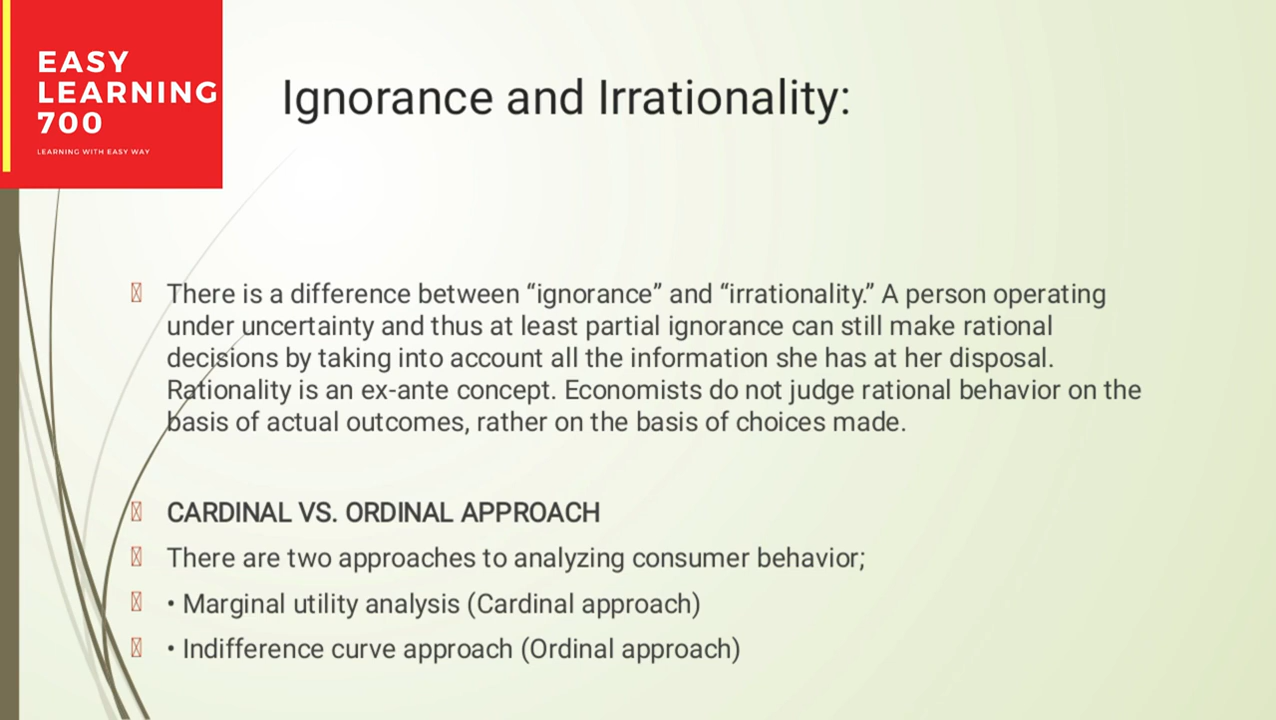 EASY
LEARNING
700
LEARNING WITH EASY WAY
Ignorance and Irrationality:
There is a difference between “ignorance” and “irrationality.” A person operating
under uncertainty and thus at least partial ignorance can still make rational
decisions by taking into account all the information she has at her disposal.
Rationality is an ex-ante concept. Economists do not judge rational behavior on the
basis of actual outcomes, rather on the basis of choices made.
CARDINAL VS. ORDINAL APPROACH
There are two approaches to analyzing consumer behavior;
• Marginal utility analysis (Cardinal approach)
• Indifference curve approach (Ordinal approach)